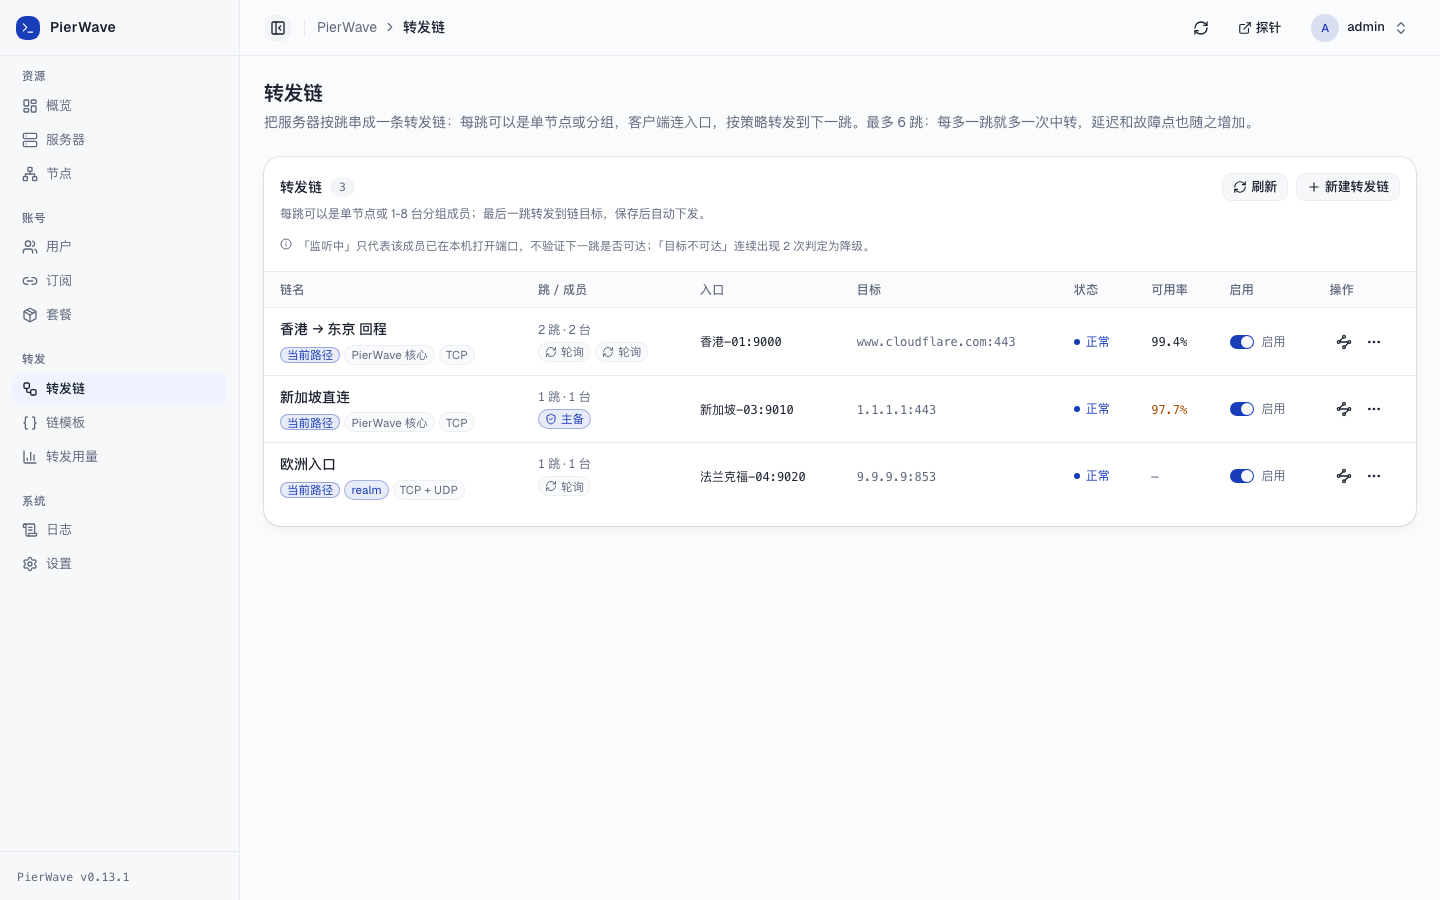 PierWave
资源
概览
服务器
节点
账号
用户
订阅
套餐
转发
转发链
链模板
转发用量
系统
日志
设置
PierWave v0.13.1
PierWave > 转发链
探针
A admin
转发链
把服务器按跳串成一条转发链：每跳可以是单节点或分组，客户端连入口，按策略转发到下一跳。最多 6 跳：每多一跳就多一次中转，延迟和故障点也随之增加。
转发链 3
刷新 新建转发链
每跳可以是单节点或 1-8 台分组成员；最后一跳转发到链目标，保存后自动下发。
「监听中」只代表该成员已在本机打开端口，不验证下一跳是否可达；「目标不可达」连续出现 2 次判定为降级。
链名 跳 / 成员 入口 目标 状态 可用率 启用 操作
香港 → 东京 回程
当前路径 PierWave 核心 TCP
2 跳 · 2 台
轮询 轮询
香港-01:9000 www.cloudflare.com:443 正常 99.4% 启用
新加坡直连
当前路径 PierWave 核心 TCP
1 跳 · 1 台
主备
新加坡-03:9010 1.1.1.1:443 正常 97.7% 启用
欧洲入口
当前路径 realm TCP + UDP
1 跳 · 1 台
轮询
法兰克福-04:9020 9.9.9.9:853 正常 — 启用